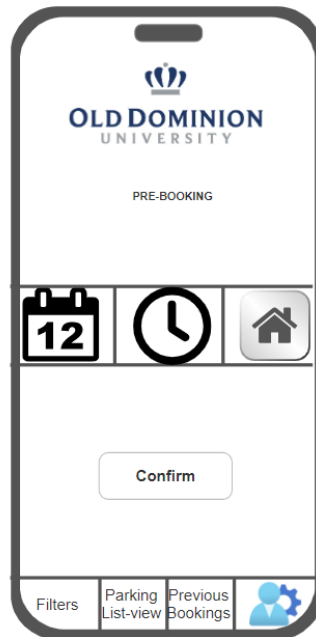 OLD DOMINION
UNIVERSITY
PRE-BOOKING
12
Confirm
Filters
Parking
List-view
Previous
Bookings